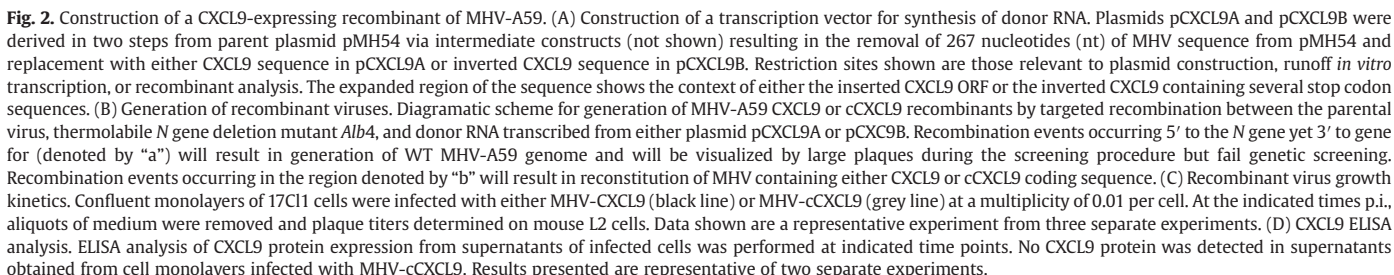 Fig. 2. Construction of a CXCL9-expressing recombinant of MHV-A59. (A) Construction of a transcription vector for synthesis of donor RNA. Plasmids pCXCL9A and pCXCL9B were
derived in two steps from parent plasmid pMH54 via intermediate constructs (not shown) resulting in the removal of 267 nucleotides (nt) of MHV sequence from pMH54 and
replacement with either CXCL9 sequence in pCXCL9A or inverted CXCL9 sequence in pCXCL9B. Restriction sites shown are those relevant to plasmid construction, runoff in vitro
transcription, or recombinant analysis. The expanded region of the sequence shows the context of either the inserted CXCL9 ORF or the inverted CXCL9 containing several stop codon
sequences. (B) Generation of recombinant viruses. Diagramatic scheme for generation of MHV-A59 CXCL9 or cCXCL9 recombinants by targeted recombination between the parental
virus, thermolabile N gene deletion mutant Alb4, and donor RNA transcribed from either plasmid pCXCL9A or pCXC9B. Recombination events occurring 5′ to the N gene yet 3′ to gene
for (denoted by “a”) will result in generation of WT MHV-A59 genome and will be visualized by large plaques during the screening procedure but fail genetic screening.
Recombination events occurring in the region denoted by “b” will result in reconstitution of MHV containing either CXCL9 or cCXCL9 coding sequence. (C) Recombinant virus growth
kinetics. Confluent monolayers of 17Cl1 cells were infected with either MHV-CXCL9 (black line) or MHV-cCXCL9 (grey line) at a multiplicity of 0.01 per cell. At the indicated times p.i.,
aliquots of medium were removed and plaque titers determined on mouse L2 cells. Data shown are a representative experiment from three separate experiments. (D) CXCL9 ELISA
analysis. ELISA analysis of CXCL9 protein expression from supernatants of infected cells was performed at indicated time points. No CXCL9 protein was detected in supernatants
obtained from cell monolayers infected with MHV-cCXCL9. Results presented are representative of two separate experiments.